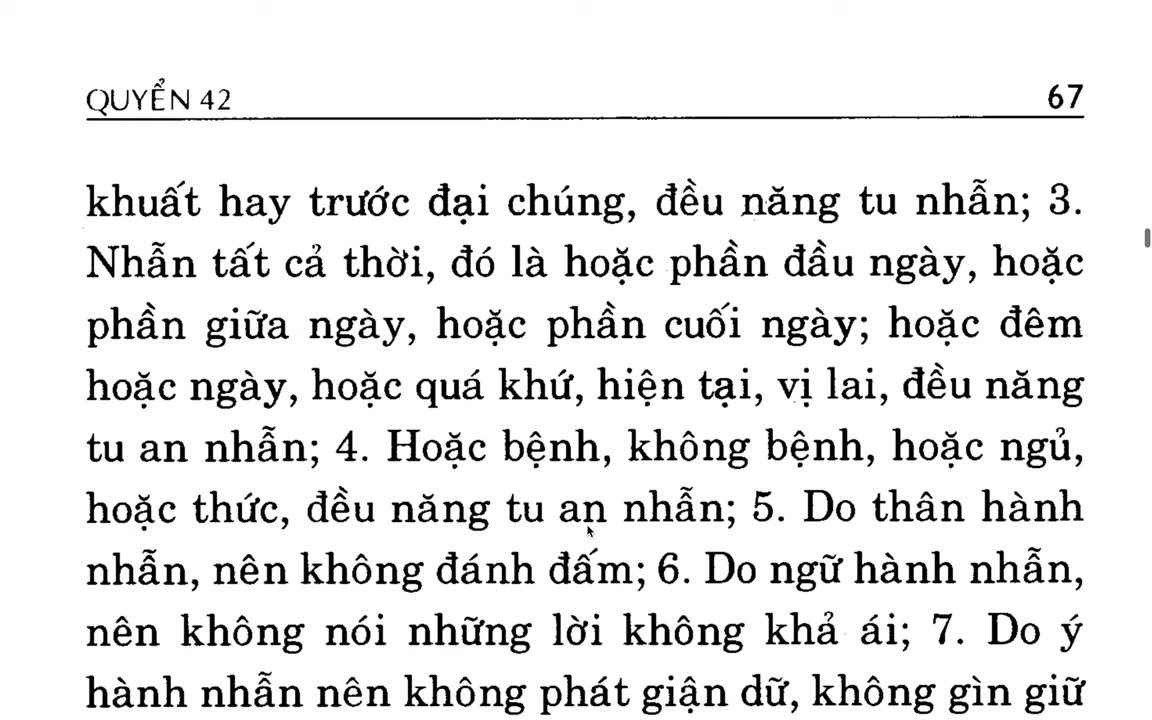 QUYỂN 42 67
khuất hay trước đại chúng, đều năng tu nhẫn; 3.
Nhẫn tất cả thời, đó là hoặc phần đầu ngày, hoặc
phần giữa ngày, hoặc phần cuối ngày; hoặc đêm
hoặc ngày, hoặc quá khứ, hiện tại, vị lai, đều năng
tu an nhẫn; 4. Hoặc bệnh, không bệnh, hoặc ngủ,
hoặc thức, đều năng tu an nhẫn; 5. Do thân hành
nhẫn, nên không đánh đấm; 6. Do ngữ hành nhẫn,
nên không nói những lời không khả ái; 7. Do ý
hành nhẫn nên không phát giận dữ, không gìn giữ